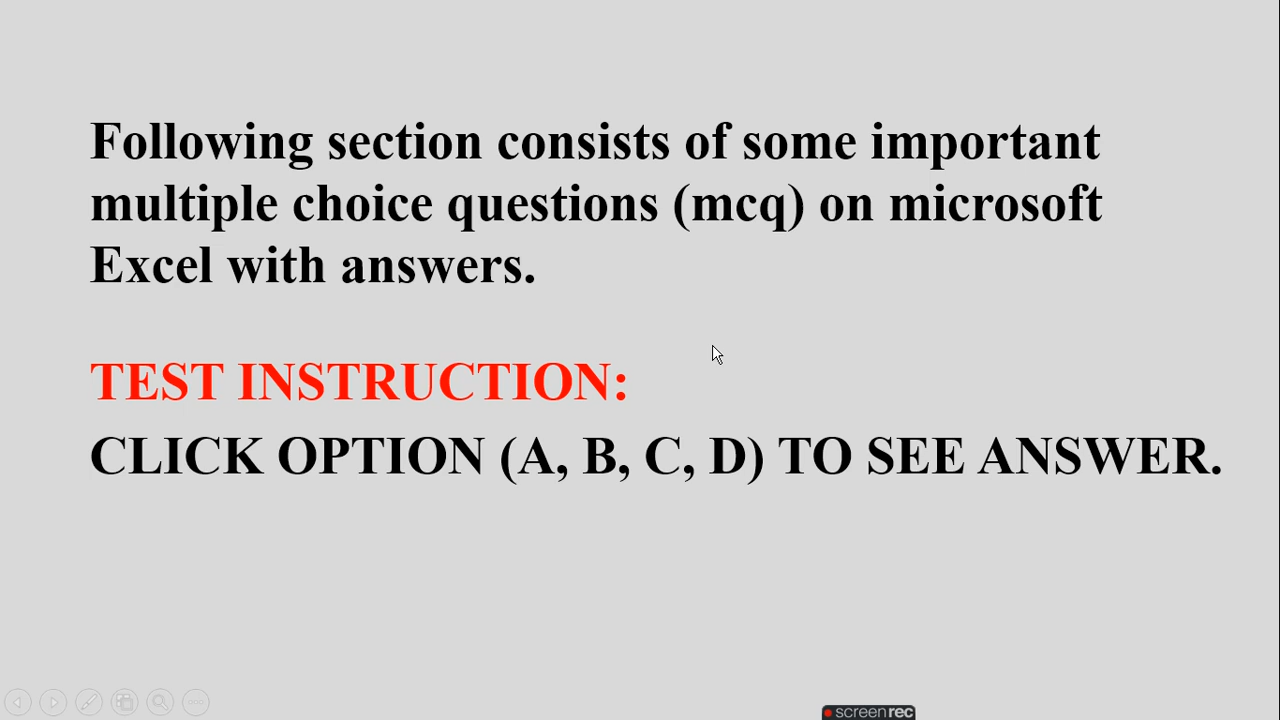 Following section consists of some important
multiple choice questions (mcq) on microsoft
Excel with answers.
TEST INSTRUCTION:
CLICK OPTION (A, B, C, D) TO SEE ANSWER.
screenrec